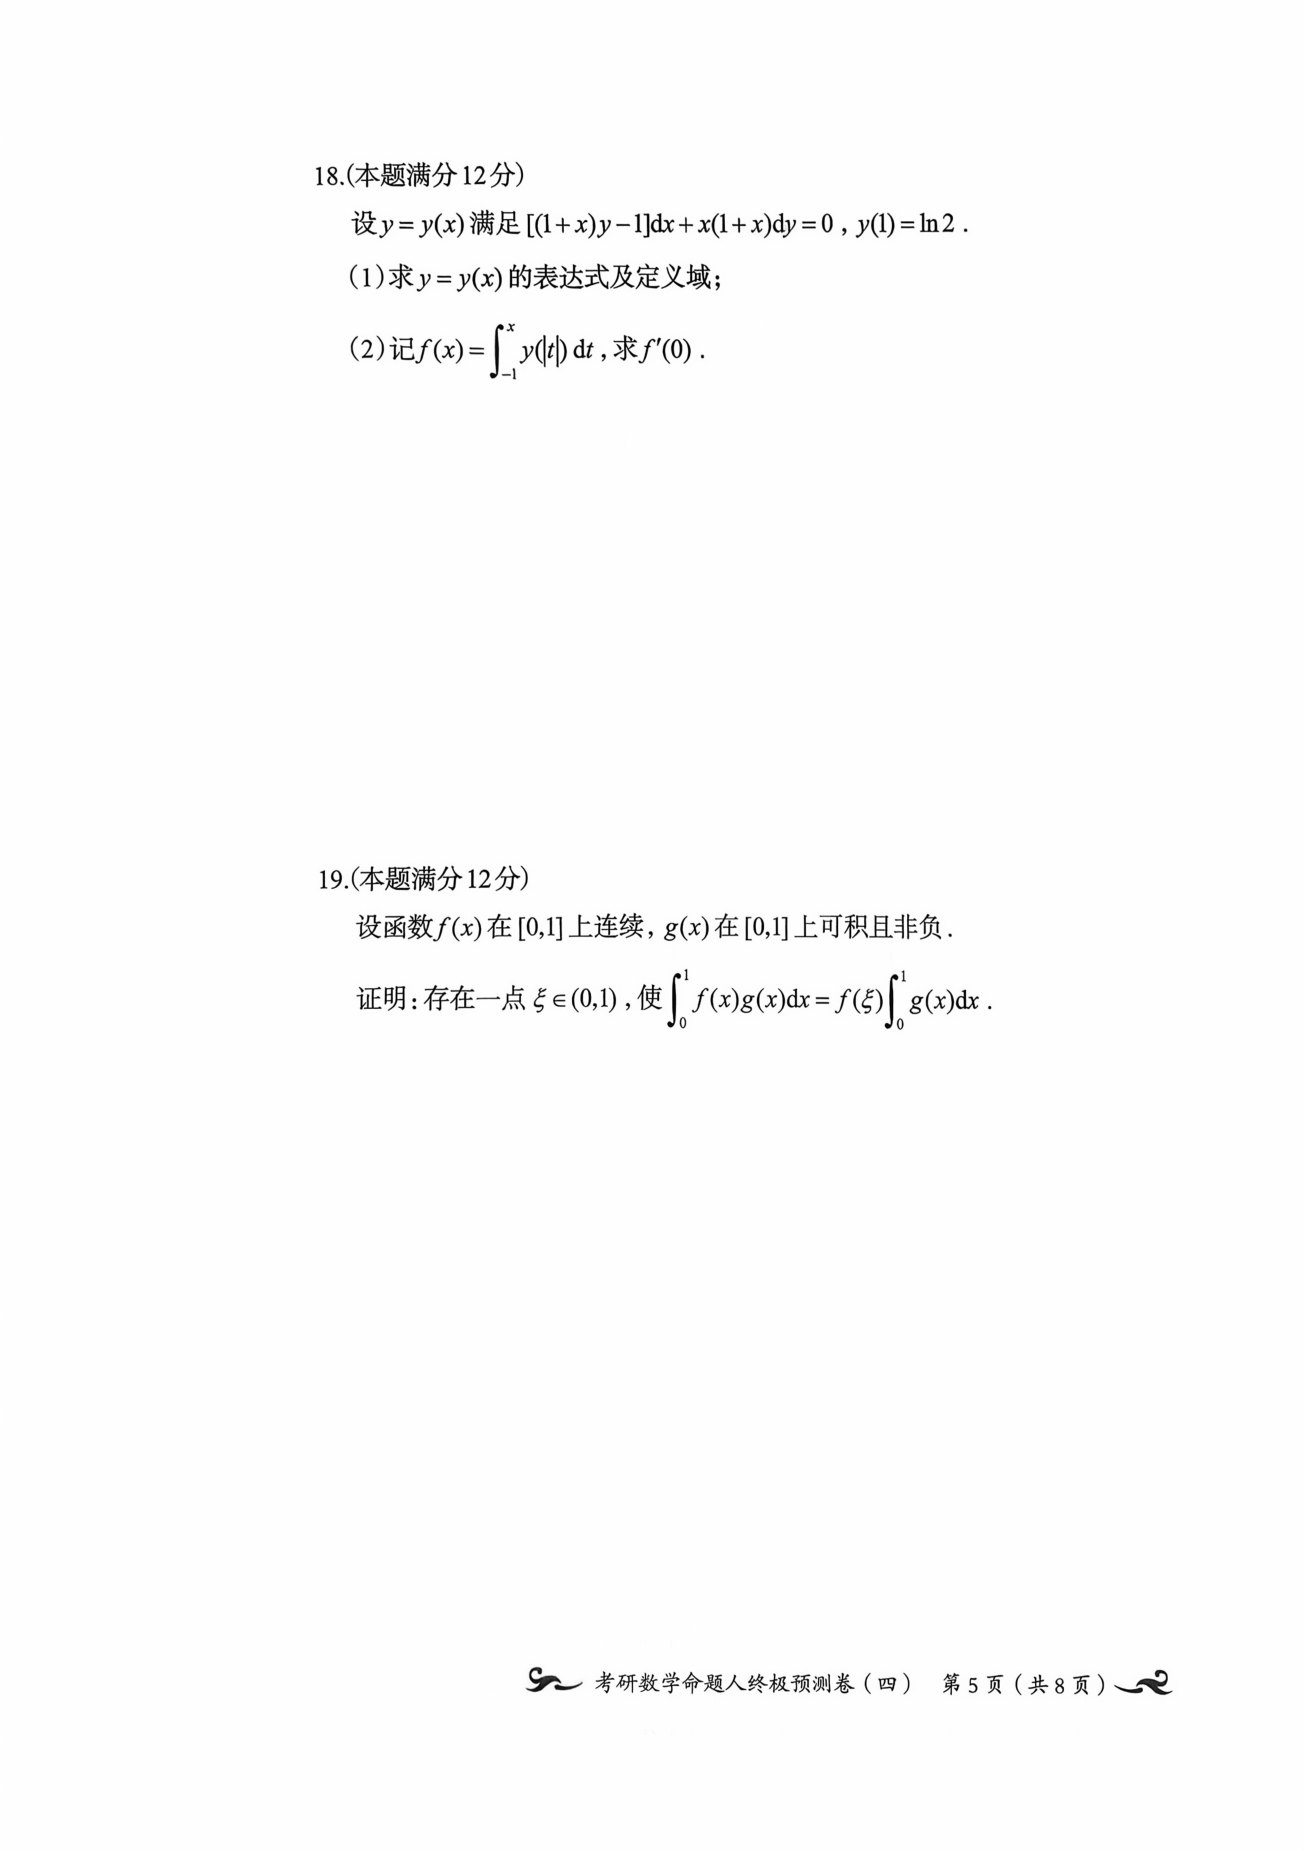 18.(本题满分12分)
设y=y(x)满足[(1+x)y−1]dx+x(1+x)dy=0,y(1)=ln2.
(1)求y=y(x)的表达式及定义域;
(2)记f(x)=∫_{-1}^{x} y(|t|)dt,求f′(0).
19.(本题满分12分)
设函数f(x)在[0,1]上连续,g(x)在[0,1]上可积且非负.
证明:存在一点ξ∈(0,1),使∫_0^1 f(x)g(x)dx=f(ξ)∫_0^1 g(x)dx.
考研数学命题人终极预测卷(四) 第5页(共8页)